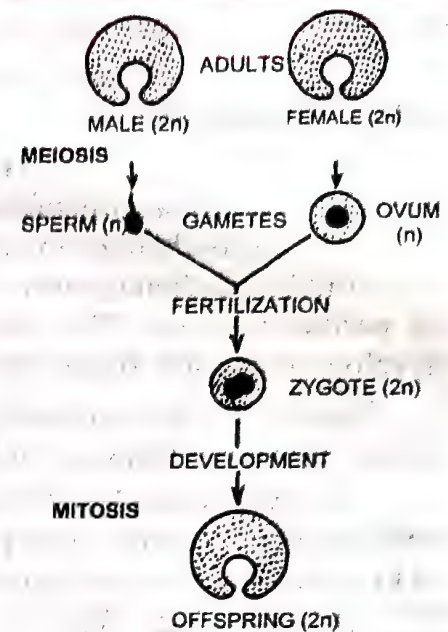 ADULTS
MALE (2n)
FEMALE (2n)
MEIOSIS
SPERM (n)
GAMETES
OVUM
(n)
FERTILIZATION
ZYGOTE (2n)
DEVELOPMENT
MITOSIS
OFFSPRING (2n)